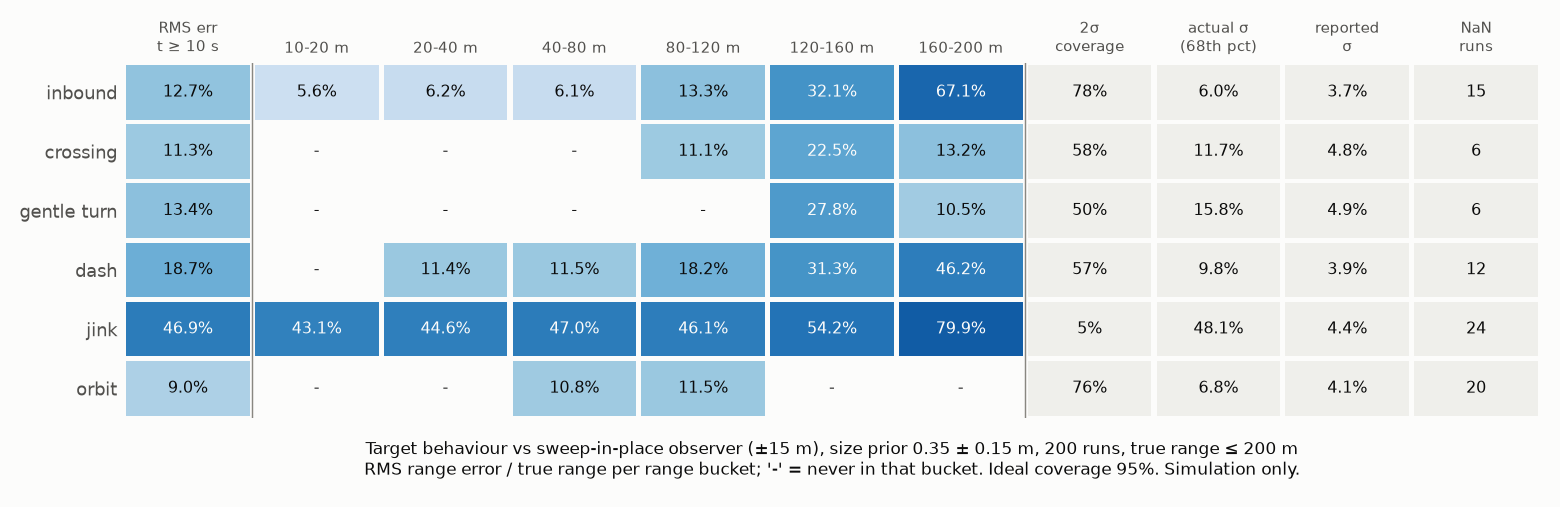 RMS err
t ≥ 10 s 10-20 m 20-40 m 40-80 m 80-120 m 120-160 m 160-200 m 2σ coverage actual σ (68th pct) reported σ NaN runs
inbound 12.7% 5.6% 6.2% 6.1% 13.3% 32.1% 67.1% 78% 6.0% 3.7% 15
crossing 11.3% - - - 11.1% 22.5% 13.2% 58% 11.7% 4.8% 6
gentle turn 13.4% - - - - 27.8% 10.5% 50% 15.8% 4.9% 6
dash 18.7% - 11.4% 11.5% 18.2% 31.3% 46.2% 57% 9.8% 3.9% 12
jink 46.9% 43.1% 44.6% 47.0% 46.1% 54.2% 79.9% 5% 48.1% 4.4% 24
orbit 9.0% - - 10.8% 11.5% - - 76% 6.8% 4.1% 20
Target behaviour vs sweep-in-place observer (±15 m), size prior 0.35 ± 0.15 m, 200 runs, true range ≤ 200 m
RMS range error / true range per range bucket; '-' = never in that bucket. Ideal coverage 95%. Simulation only.